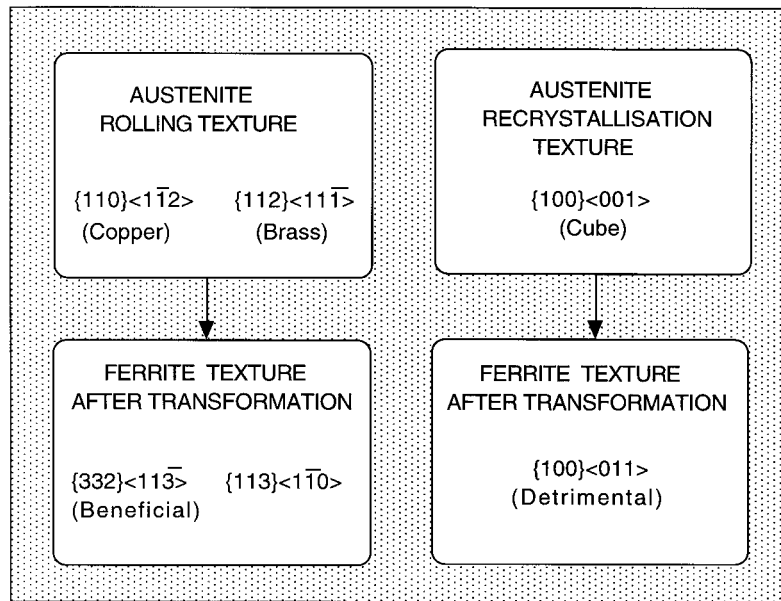 AUSTENITE
ROLLING TEXTURE
{110}<11̅2> {112}<111̅>
(Copper) (Brass)
AUSTENITE
RECRYSTALLISATION
TEXTURE
{100}<001>
(Cube)
FERRITE TEXTURE
AFTER TRANSFORMATION
{332}<113̅> {113}<11̅0>
(Beneficial)
FERRITE TEXTURE
AFTER TRANSFORMATION
{100}<011>
(Detrimental)